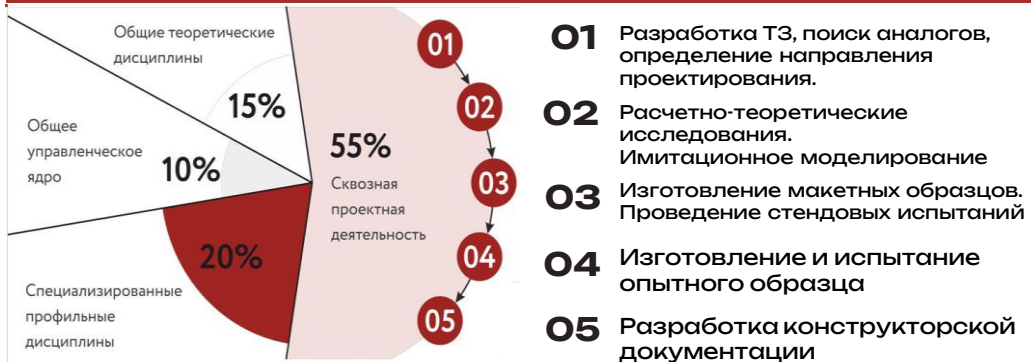 Общие теоретические
дисциплины
15%
Общее
управленческое
ядро
10%
20%
Специализированные
профильные
дисциплины
55%
Сквозная
проектная
деятельность
01
02
03
04
05
01 Разработка ТЗ, поиск аналогов,
определение направления
проектирования.
02 Расчетно-теоретические
исследования.
Имитационное моделирование
03 Изготовление макетных образцов.
Проведение стендовых испытаний
04 Изготовление и испытание
опытного образца
05 Разработка конструкторской
документации